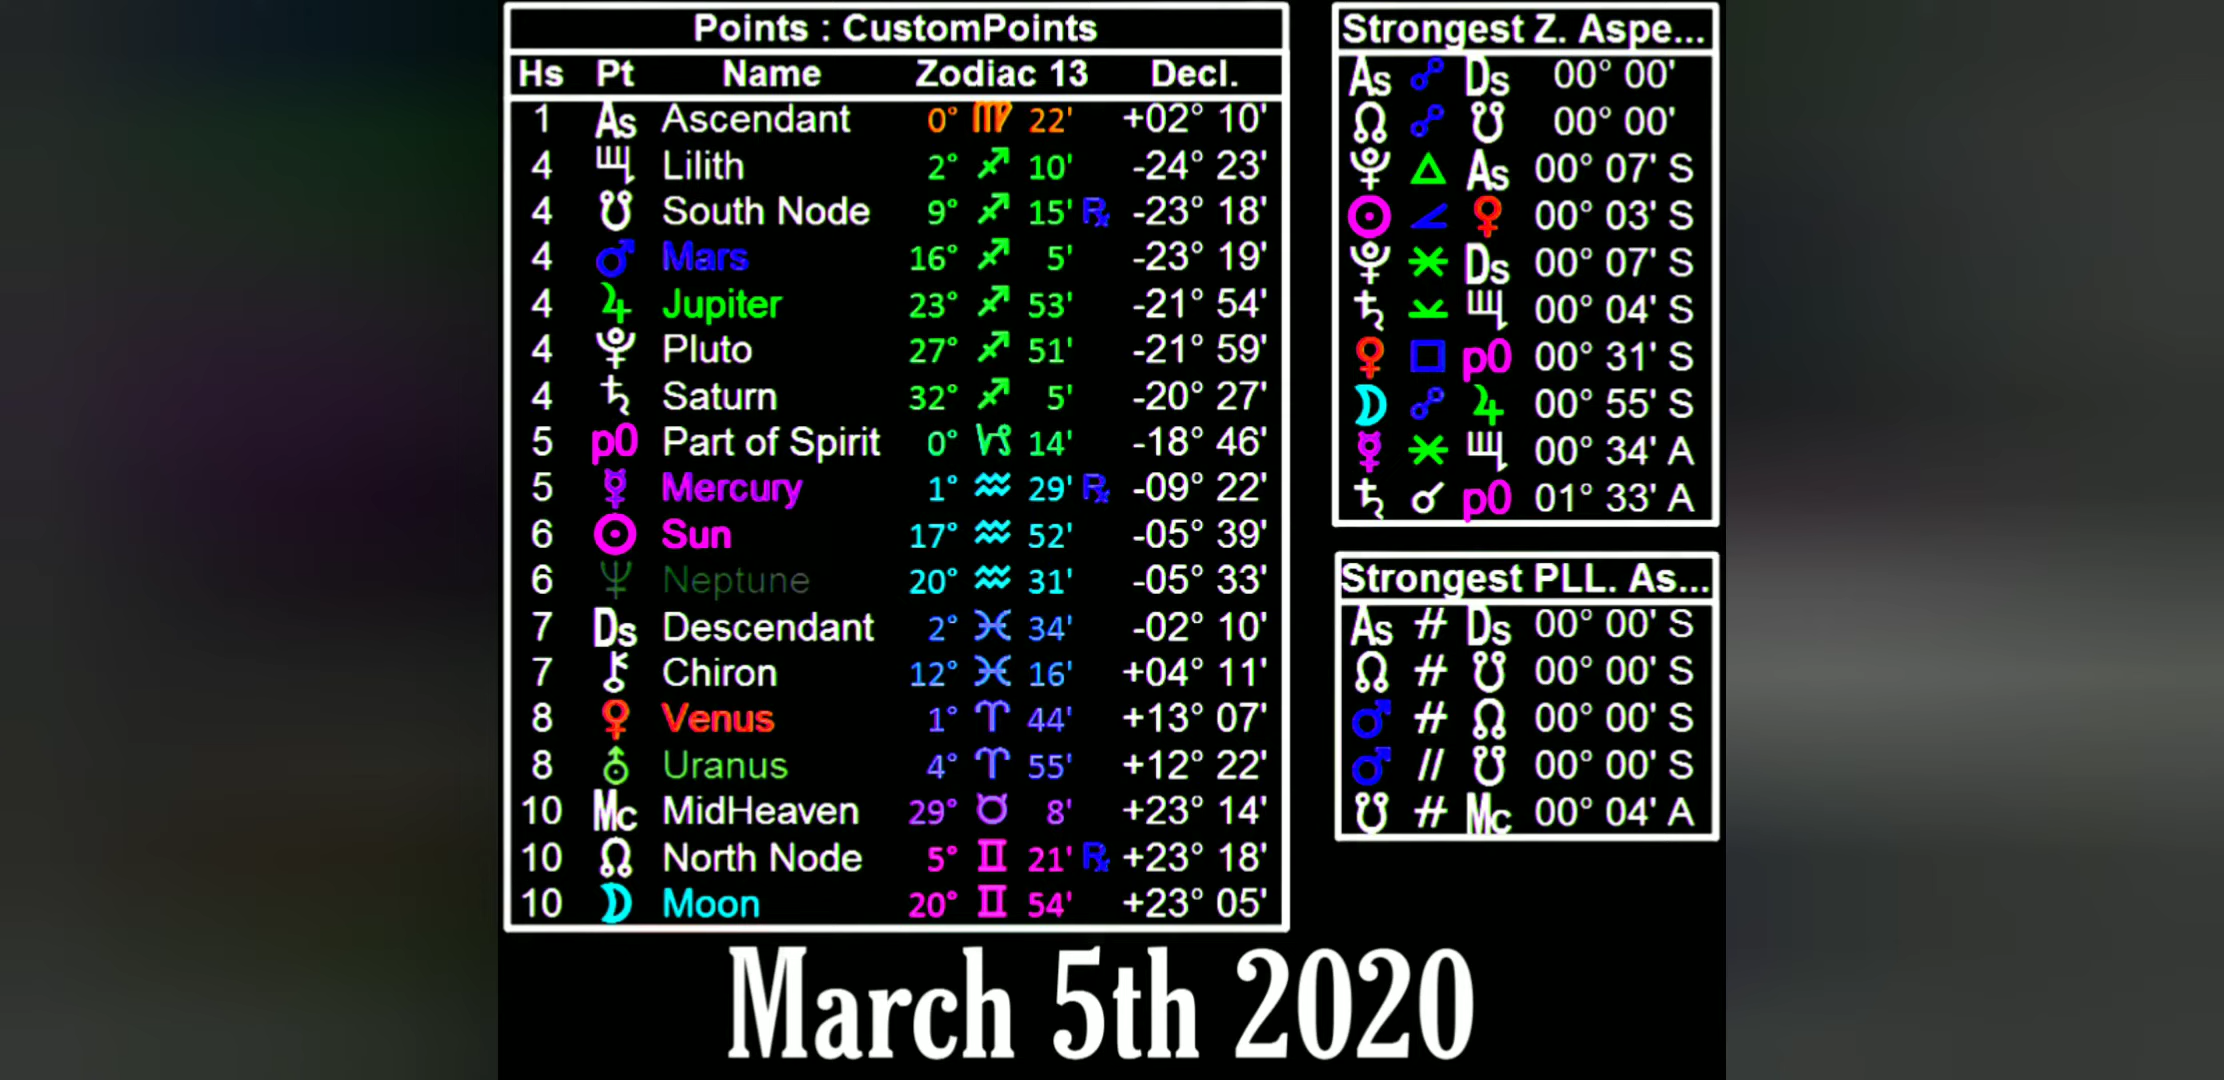 Points : CustomPoints
Hs Pt Name Zodiac 13 Decl.
1 As Ascendant 0° ♍ 22' +02° 10'
4 ⚸ Lilith 2° ♐ 10' -24° 23'
4 ☋ South Node 9° ♐ 15' ℞ -23° 18'
4 ♂ Mars 16° ♐ 5' -23° 19'
4 ♃ Jupiter 23° ♐ 53' -21° 54'
4 ♇ Pluto 27° ♐ 51' -21° 59'
4 ♄ Saturn 32° ♐ 5' -20° 27'
5 p0 Part of Spirit 0° ♑ 14' -18° 46'
5 ☿ Mercury 1° ♒ 29' ℞ -09° 22'
6 ☉ Sun 17° ♒ 52' -05° 39'
6 ♆ Neptune 20° ♒ 31' -05° 33'
7 Ds Descendant 2° ♓ 34' -02° 10'
7 ⚷ Chiron 12° ♓ 16' +04° 11'
8 ♀ Venus 1° ♈ 44' +13° 07'
8 ⛢ Uranus 4° ♈ 55' +12° 22'
10 Mc MidHeaven 29° ♉ 8' +23° 14'
10 ☊ North Node 5° ♊ 21' ℞ +23° 18'
10 ☽ Moon 20° ♊ 54' +23° 05'
Strongest Z. Aspe...
As ☍ Ds 00° 00'
☊ ☍ ☋ 00° 00'
♇ △ As 00° 07' S
☉ ∠ ♀ 00° 03' S
♇ ⚹ Ds 00° 07' S
♄ ⚺ 00° 04' S
♀ □ p0 00° 31' S
☽ ☍ ♃ 00° 55' S
☿ ⚹ 00° 34' A
♄ ☌ p0 01° 33' A
Strongest PLL. As...
As # Ds 00° 00' S
☊ # ☋ 00° 00' S
♂ # ☊ 00° 00' S
♂ // ☋ 00° 00' S
☋ # Mc 00° 04' A
March 5th 2020